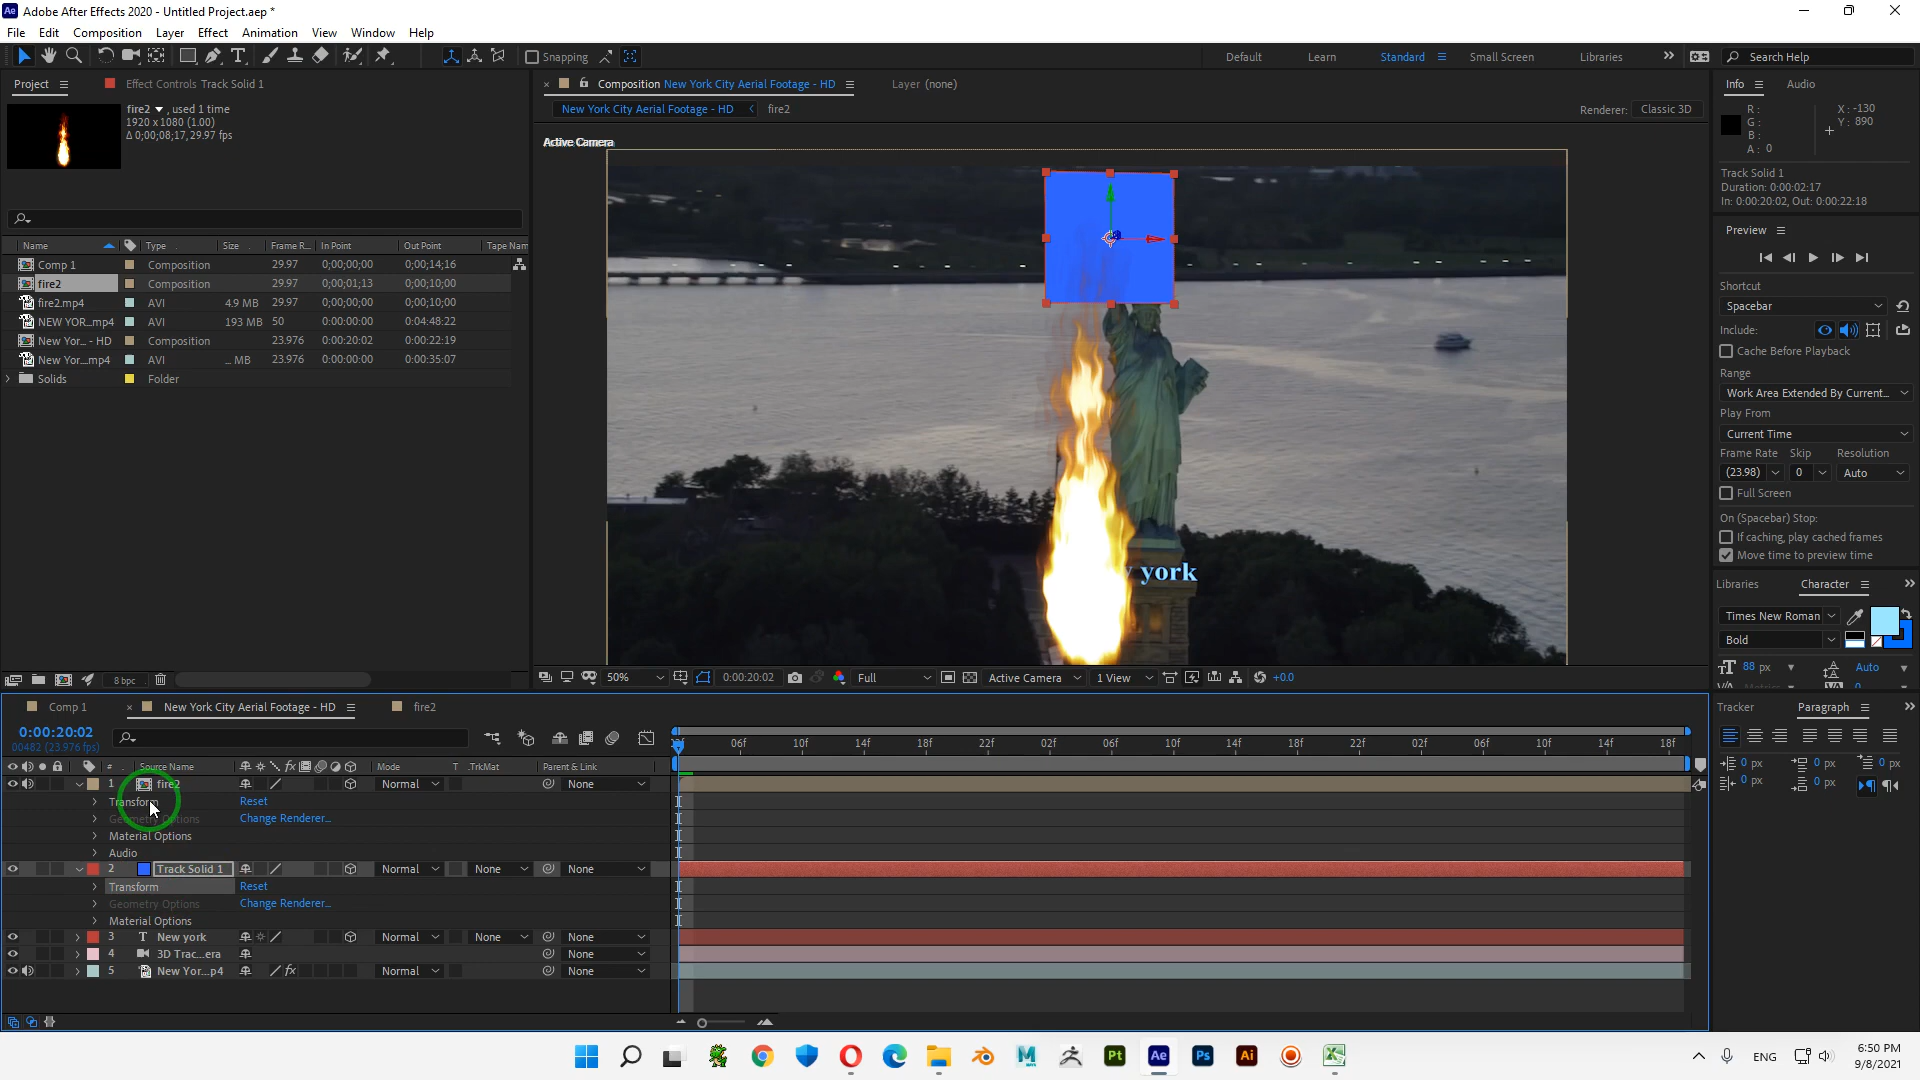 Adobe After Effects 2020 - Untitled Project.aep *
File Edit Composition Layer Effect Animation View Window Help
Snapping
Default Learn Standard Small Screen Libraries
Search Help
Project Effect Controls Track Solid 1
fire2 , used 1 time
1920 x 1080 (1.00)
Δ 0;00;08;17, 29.97 fps
Name Type Size Frame R... In Point Out Point Tape Nam
Comp 1 Composition 29.97 0;00;00;00 0;00;14;16
fire2 Composition 29.97 0;00;01;13 0;00;10;00
fire2.mp4 AVI 4.9 MB 29.97 0;00;00;00 0;00;10;00
NEW YOR...mp4 AVI 193 MB 50 0:00:00:00 0:04:48:22
New Yor... - HD Composition 23.976 0:00:20:02 0:00:22:19
New Yor....mp4 AVI ... MB 23.976 0:00:00:00 0:00:35:07
Solids Folder
8 bpc
Composition New York City Aerial Footage - HD
Layer (none)
New York City Aerial Footage - HD fire2
Renderer: Classic 3D
Active Camera
york
50% 0:00:20:02 Full Active Camera 1 View +0.0
Info Audio
R:
G:
B:
A: 0
X: -130
Y: 890
Track Solid 1
Duration: 0:00:02:17
In: 0:00:20:02, Out: 0:00:22:18
Preview
Shortcut
Spacebar
Include:
Cache Before Playback
Range
Work Area Extended By Current...
Play From
Current Time
Frame Rate Skip Resolution
(23.98) 0 Auto
Full Screen
On (Spacebar) Stop:
If caching, play cached frames
Move time to preview time
Libraries Character
Times New Roman
Bold
88 px Auto
Tracker Paragraph
0 px 0 px 0 px
0 px 0 px
Comp 1 New York City Aerial Footage - HD fire2
0:00:20:02
00482 (23.976 fps)
06f 10f 14f 18f 22f 02f 06f 10f 14f 18f 22f 02f 06f 10f 14f 18f
# Source Name Mode T .TrkMat Parent & Link
1 fire2 Normal None
Transform Reset
Geometry Options Change Renderer...
Material Options
Audio
2 Track Solid 1 Normal None None
Transform Reset
Geometry Options Change Renderer...
Material Options
3 New york Normal None None
4 3D Trac...era None
5 New Yor...p4 Normal None
ENG
6:50 PM
9/8/2021